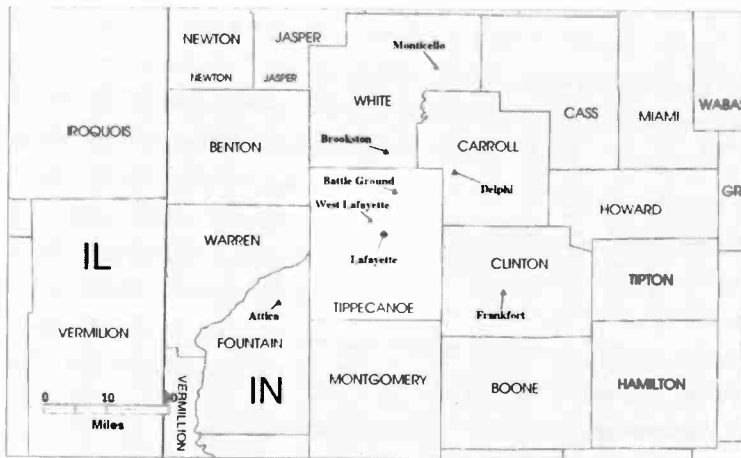 NEWTON
JASPER
Monticello
NEWTON
JASPER
WHITE
CASS
MIAMI
WABAS
IROQUOIS
BENTON
Brookston
CARROLL
Battle Ground
Delphi
West Lafayette
HOWARD
GR
WARREN
IL
Lafayette
CLINTON
TIPTON
Attica
TIPPECANOE
Frankfort
VERMILION
FOUNTAIN
MONTGOMERY
BOONE
HAMILTON
VERMILLION
IN
0 10 20
Miles